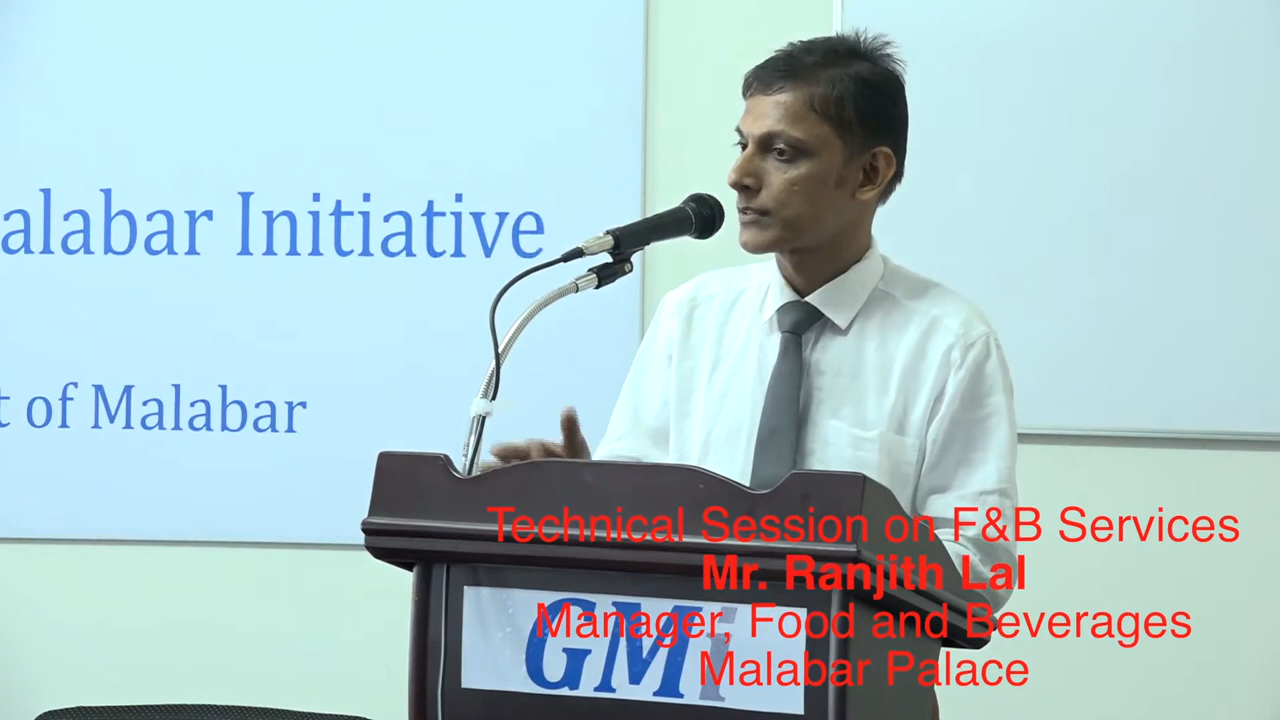 alabar Initiative
t of Malabar
Technical Session on F&B Services
Mr. Ranjith Lal
Manager, Food and Beverages
Malabar Palace
GMi